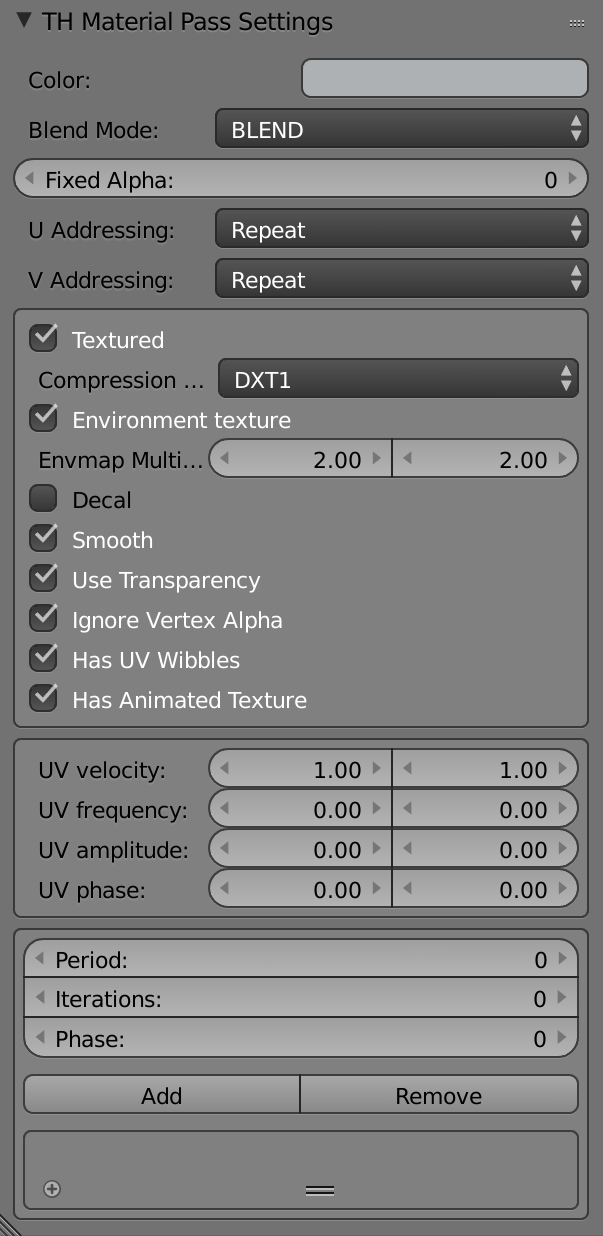 TH Material Pass Settings
Color:
Blend Mode: BLEND
Fixed Alpha: 0
U Addressing: Repeat
V Addressing: Repeat
Textured
Compression ... DXT1
Environment texture
Envmap Multi... 2.00 2.00
Decal
Smooth
Use Transparency
Ignore Vertex Alpha
Has UV Wibbles
Has Animated Texture
UV velocity: 1.00 1.00
UV frequency: 0.00 0.00
UV amplitude: 0.00 0.00
UV phase: 0.00 0.00
Period: 0
Iterations: 0
Phase: 0
Add Remove